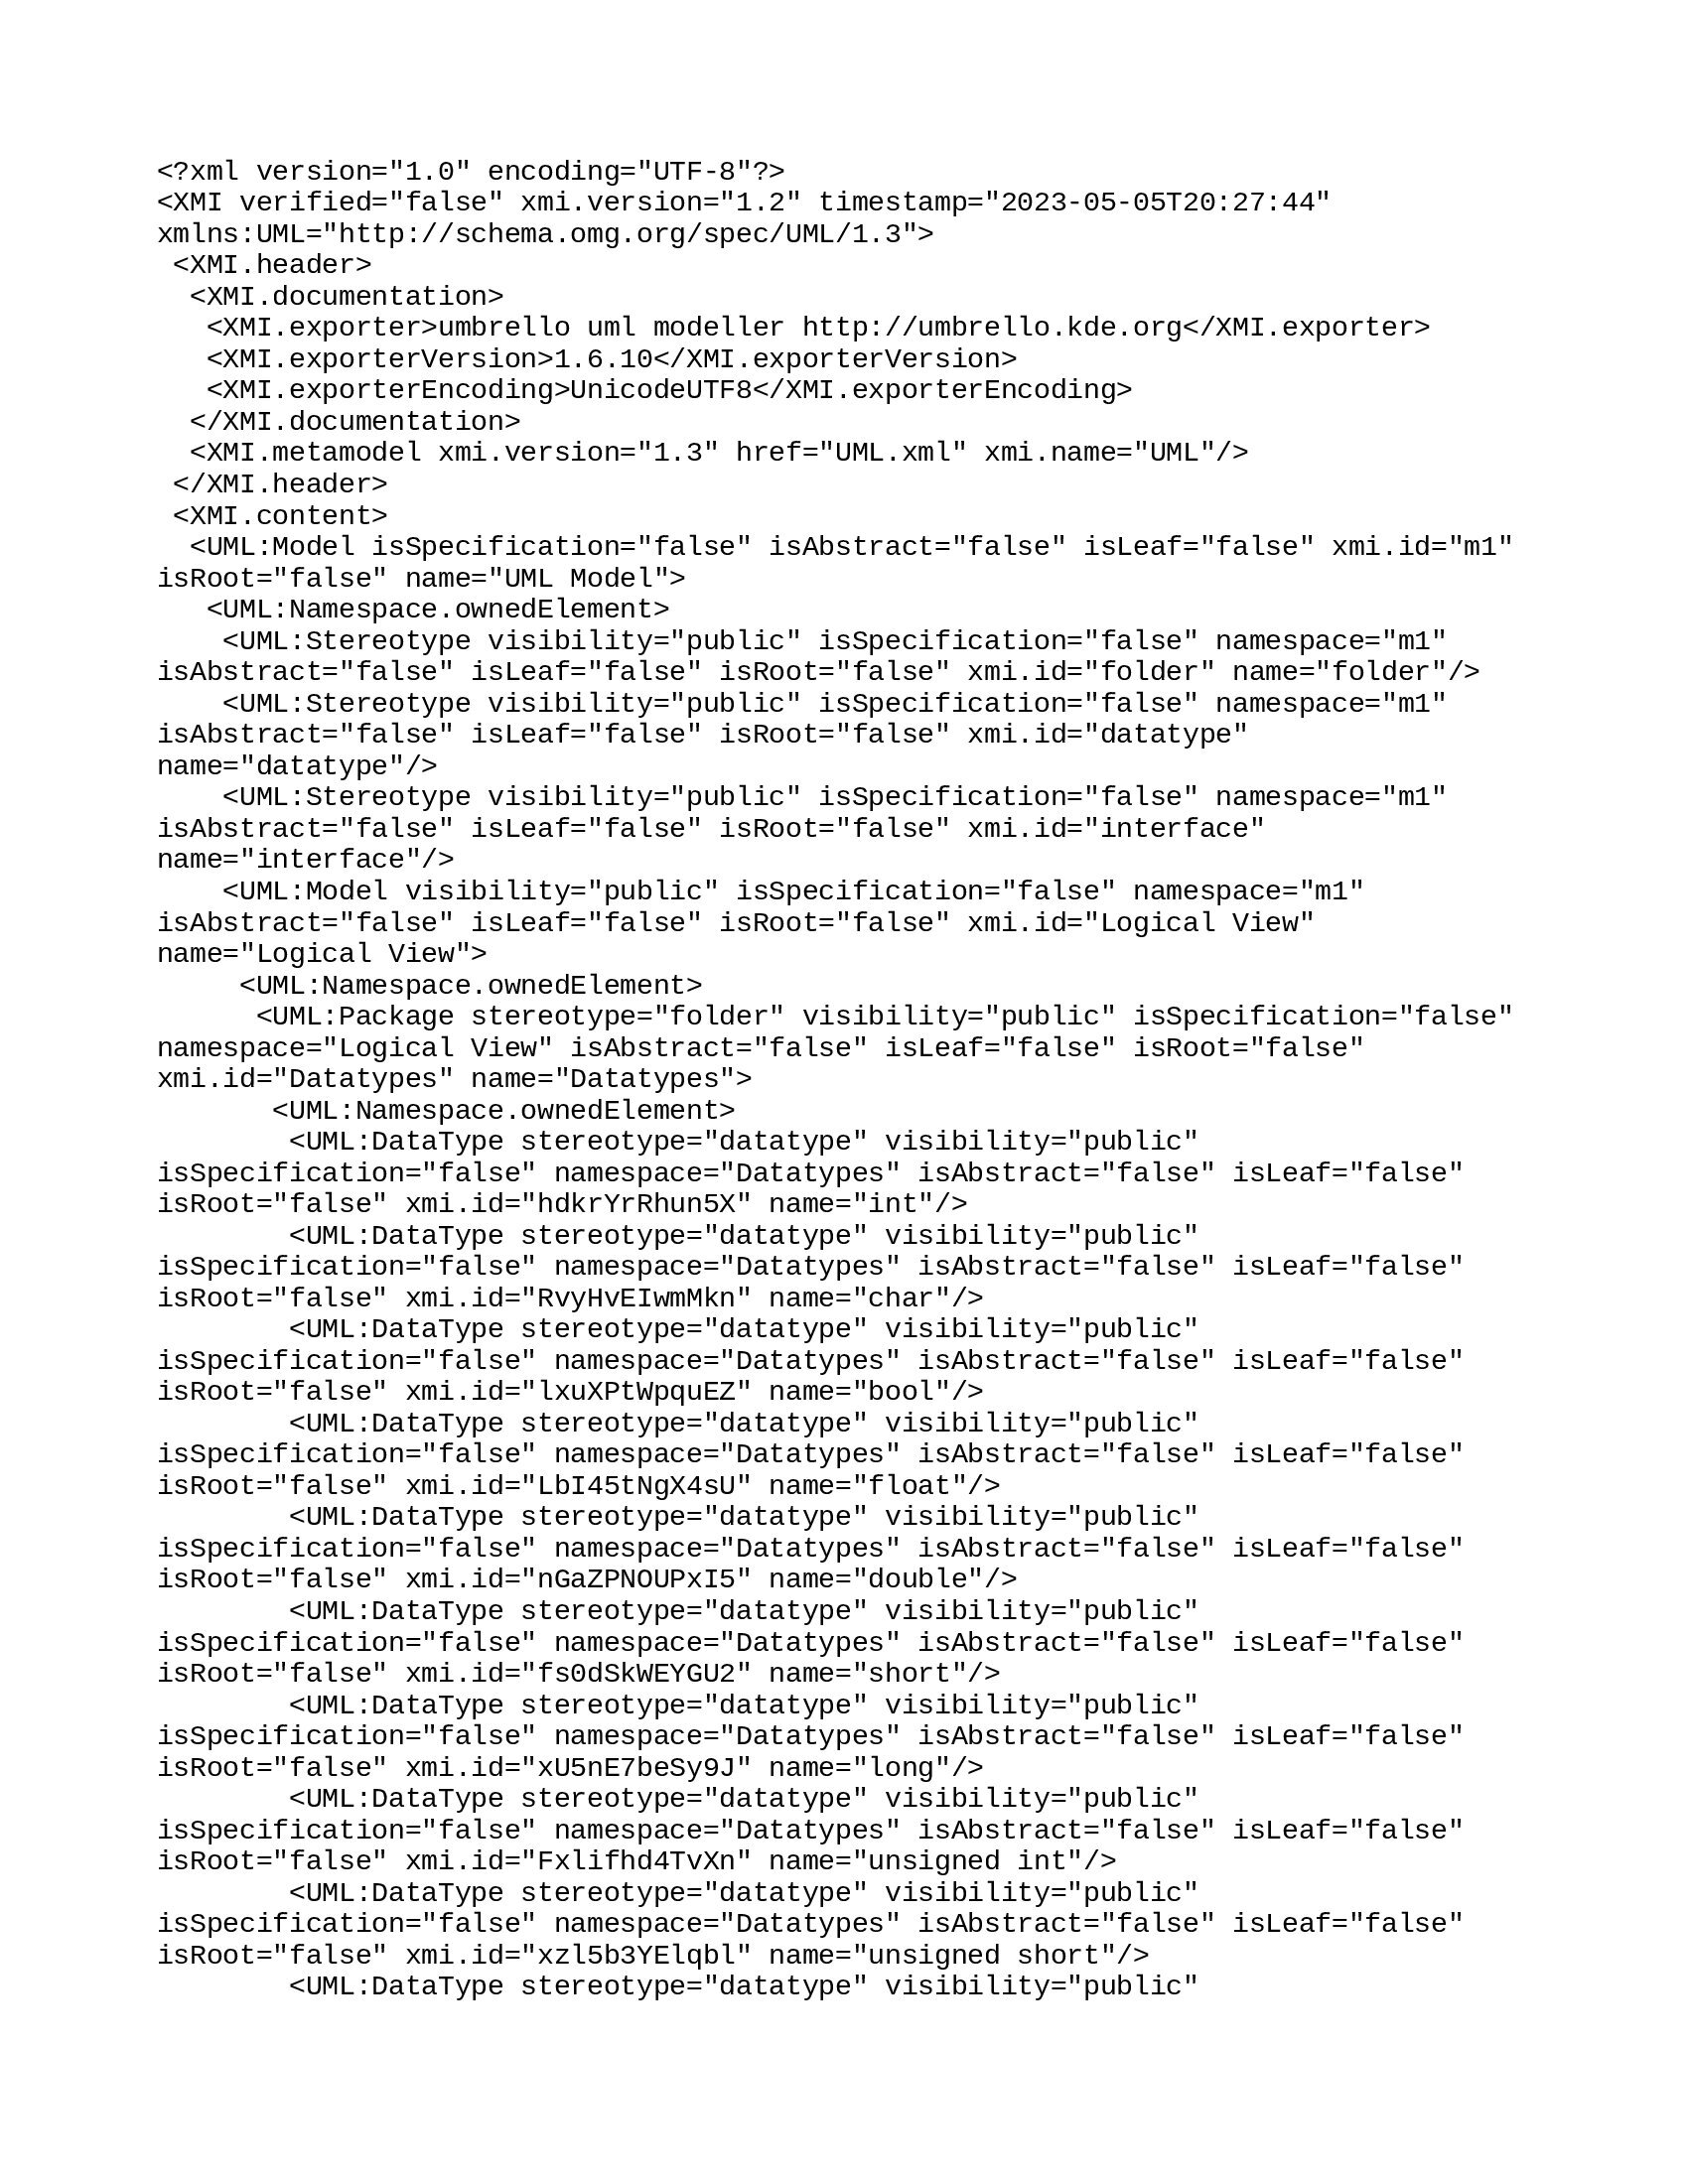 <?xml version="1.0" encoding="UTF-8"?>
<XMI verified="false" xmi.version="1.2" timestamp="2023-05-05T20:27:44"
xmlns:UML="http://schema.omg.org/spec/UML/1.3">
 <XMI.header>
  <XMI.documentation>
   <XMI.exporter>umbrello uml modeller http://umbrello.kde.org</XMI.exporter>
   <XMI.exporterVersion>1.6.10</XMI.exporterVersion>
   <XMI.exporterEncoding>UnicodeUTF8</XMI.exporterEncoding>
  </XMI.documentation>
  <XMI.metamodel xmi.version="1.3" href="UML.xml" xmi.name="UML"/>
 </XMI.header>
 <XMI.content>
  <UML:Model isSpecification="false" isAbstract="false" isLeaf="false" xmi.id="m1"
isRoot="false" name="UML Model">
   <UML:Namespace.ownedElement>
    <UML:Stereotype visibility="public" isSpecification="false" namespace="m1"
isAbstract="false" isLeaf="false" isRoot="false" xmi.id="folder" name="folder"/>
    <UML:Stereotype visibility="public" isSpecification="false" namespace="m1"
isAbstract="false" isLeaf="false" isRoot="false" xmi.id="datatype"
name="datatype"/>
    <UML:Stereotype visibility="public" isSpecification="false" namespace="m1"
isAbstract="false" isLeaf="false" isRoot="false" xmi.id="interface"
name="interface"/>
    <UML:Model visibility="public" isSpecification="false" namespace="m1"
isAbstract="false" isLeaf="false" isRoot="false" xmi.id="Logical View"
name="Logical View">
     <UML:Namespace.ownedElement>
      <UML:Package stereotype="folder" visibility="public" isSpecification="false"
namespace="Logical View" isAbstract="false" isLeaf="false" isRoot="false"
xmi.id="Datatypes" name="Datatypes">
       <UML:Namespace.ownedElement>
        <UML:DataType stereotype="datatype" visibility="public"
isSpecification="false" namespace="Datatypes" isAbstract="false" isLeaf="false"
isRoot="false" xmi.id="hdkrYrRhun5X" name="int"/>
        <UML:DataType stereotype="datatype" visibility="public"
isSpecification="false" namespace="Datatypes" isAbstract="false" isLeaf="false"
isRoot="false" xmi.id="RvyHvEIwmMkn" name="char"/>
        <UML:DataType stereotype="datatype" visibility="public"
isSpecification="false" namespace="Datatypes" isAbstract="false" isLeaf="false"
isRoot="false" xmi.id="lxuXPtWpquEZ" name="bool"/>
        <UML:DataType stereotype="datatype" visibility="public"
isSpecification="false" namespace="Datatypes" isAbstract="false" isLeaf="false"
isRoot="false" xmi.id="LbI45tNgX4sU" name="float"/>
        <UML:DataType stereotype="datatype" visibility="public"
isSpecification="false" namespace="Datatypes" isAbstract="false" isLeaf="false"
isRoot="false" xmi.id="nGaZPNOUPxI5" name="double"/>
        <UML:DataType stereotype="datatype" visibility="public"
isSpecification="false" namespace="Datatypes" isAbstract="false" isLeaf="false"
isRoot="false" xmi.id="fs0dSkWEYGU2" name="short"/>
        <UML:DataType stereotype="datatype" visibility="public"
isSpecification="false" namespace="Datatypes" isAbstract="false" isLeaf="false"
isRoot="false" xmi.id="xU5nE7beSy9J" name="long"/>
        <UML:DataType stereotype="datatype" visibility="public"
isSpecification="false" namespace="Datatypes" isAbstract="false" isLeaf="false"
isRoot="false" xmi.id="Fxlifhd4TvXn" name="unsigned int"/>
        <UML:DataType stereotype="datatype" visibility="public"
isSpecification="false" namespace="Datatypes" isAbstract="false" isLeaf="false"
isRoot="false" xmi.id="xzl5b3YElqbl" name="unsigned short"/>
        <UML:DataType stereotype="datatype" visibility="public"